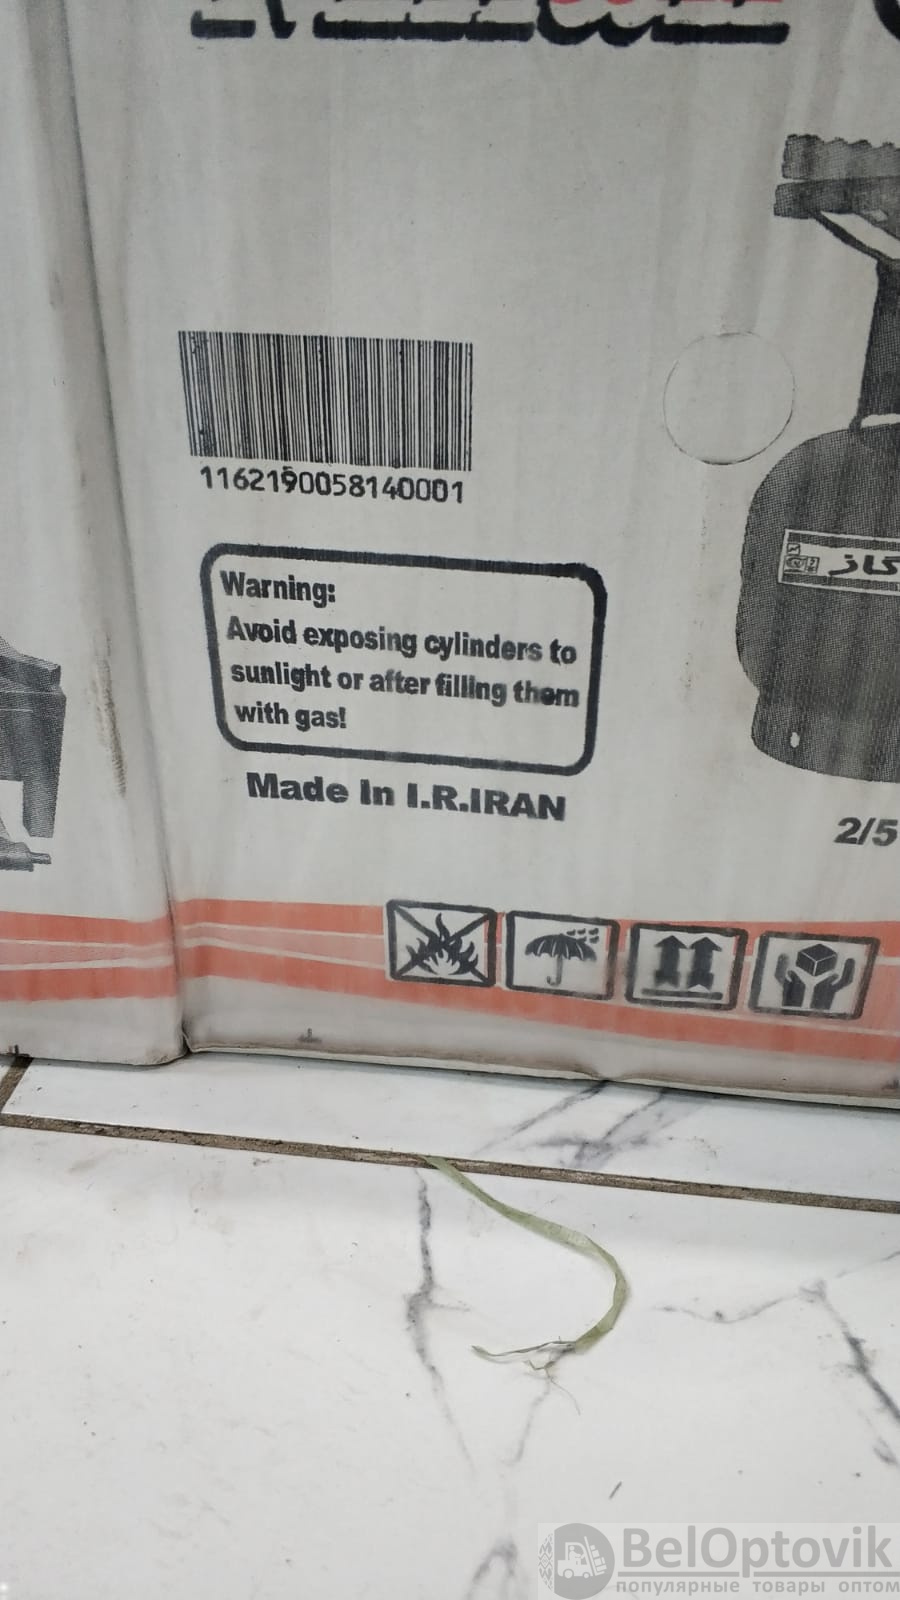 1162190058140001
Warning:
Avoid exposing cylinders to
sunlight or after filling them
with gas!
Made In I.R.IRAN
گاز
2/5
BelOptovik
популярные товары оптом